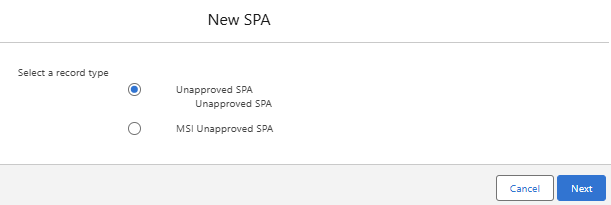 New SPA
Select a record type
Unapproved SPA
Unapproved SPA
MSI Unapproved SPA
Cancel
Next